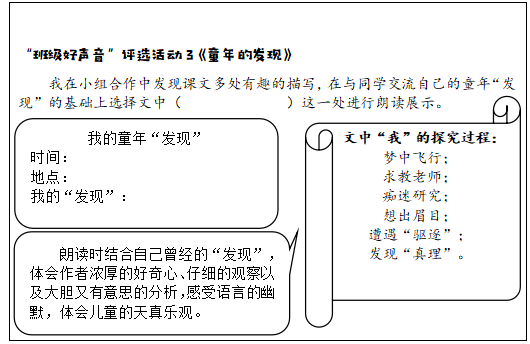 “班级好声音”评选活动3《童年的发现》
我在小组合作中发现课文多处有趣的描写，在与同学交流自己的童年“发
现”的基础上选择文中（ ）这一处进行朗读展示。
我的童年“发现”
时间：
地点：
我的“发现”：
朗读时结合自己曾经的“发现”，
体会作者浓厚的好奇心、仔细的观察以
及大胆又有意思的分析，感受语言的幽
默，体会儿童的天真乐观。
文中“我”的探究过程：
梦中飞行；
求教老师；
痴迷研究；
想出眉目；
遭遇“驱逐”；
发现“真理”。